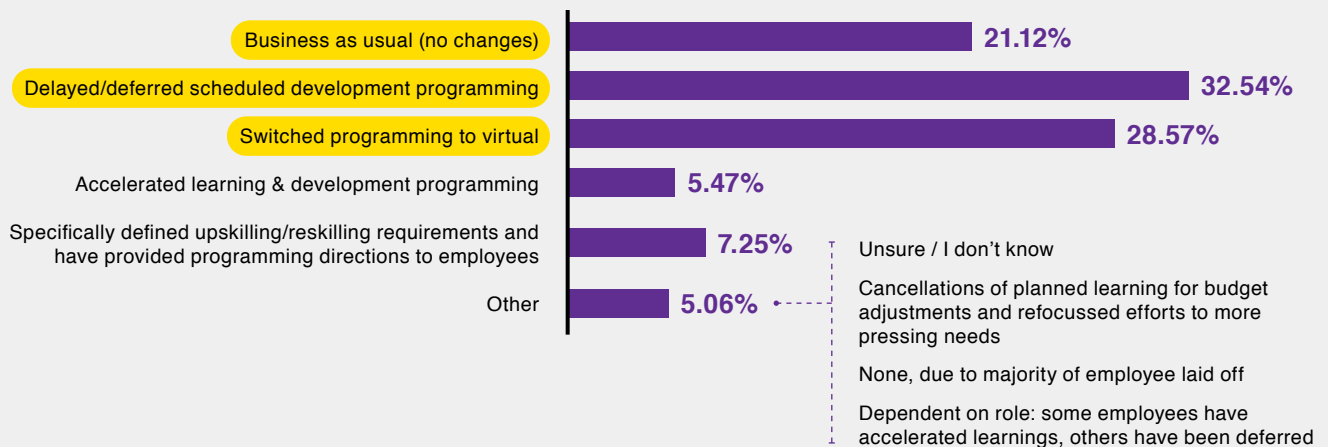 Business as usual (no changes)
21.12%
Delayed/deferred scheduled development programming
32.54%
Switched programming to virtual
28.57%
Accelerated learning & development programming
5.47%
Specifically defined upskilling/reskilling requirements and
have provided programming directions to employees
7.25%
Other
5.06%
Unsure / I don’t know
Cancellations of planned learning for budget
adjustments and refocussed efforts to more
pressing needs
None, due to majority of employee laid off
Dependent on role: some employees have
accelerated learnings, others have been deferred